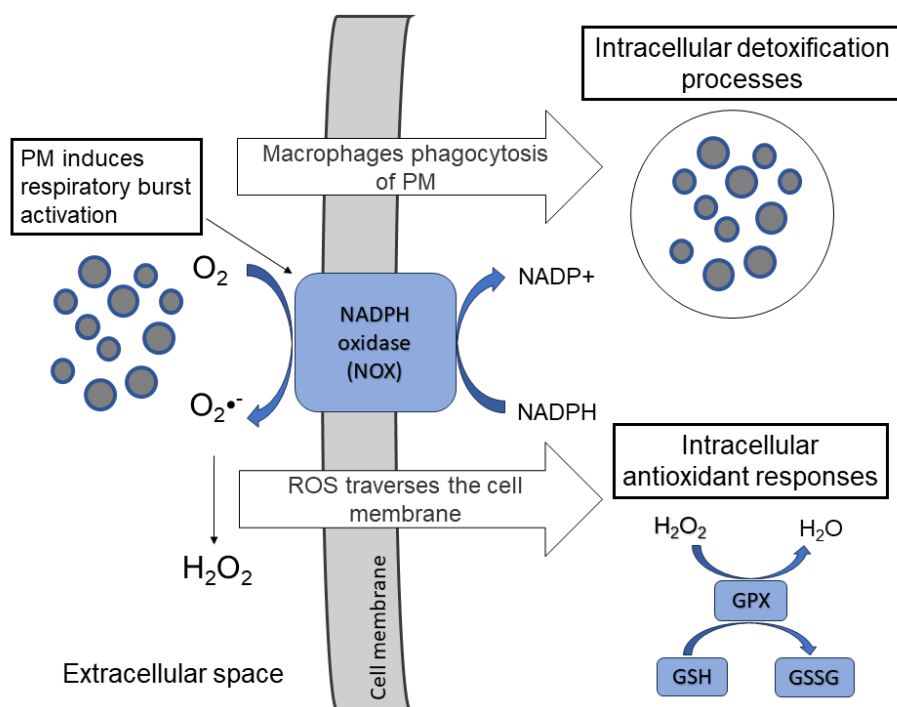 Intracellular detoxification
processes
PM induces
respiratory burst
activation
Macrophages phagocytosis
of PM
O₂
NADPH
oxidase
(NOX)
NADP+
O₂•⁻
NADPH
Intracellular
antioxidant responses
ROS traverses the cell
membrane
H₂O₂
H₂O₂
H₂O
GPX
GSH
GSSG
Cell membrane
Extracellular space